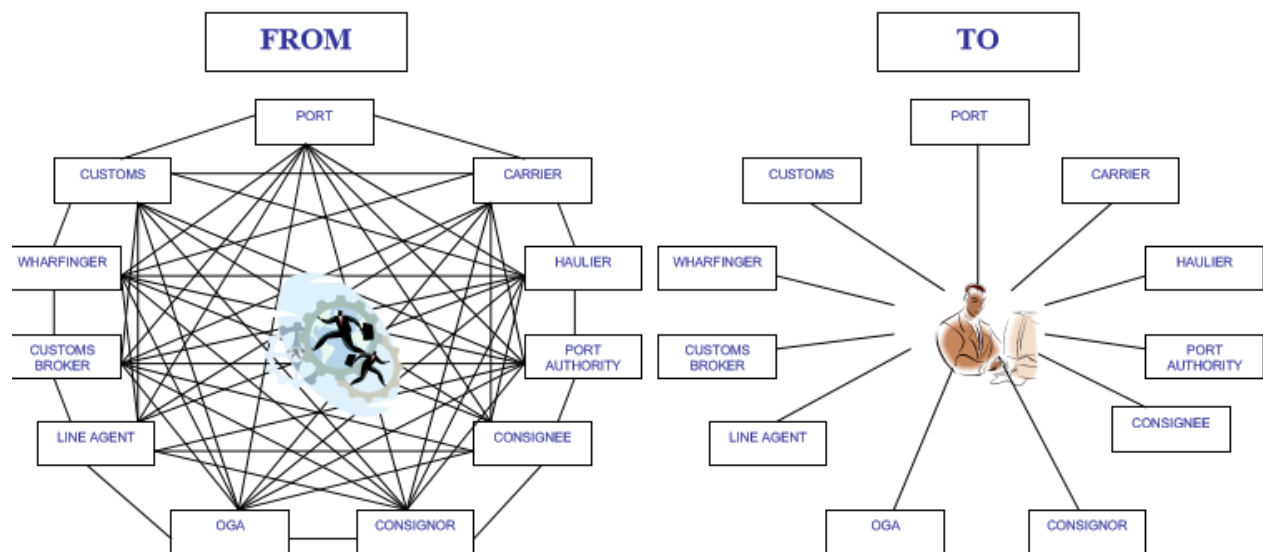 FROM
PORT
CUSTOMS
CARRIER
WHARFINGER
HAULIER
CUSTOMS
BROKER
PORT
AUTHORITY
LINE AGENT
CONSIGNEE
OGA
CONSIGNOR
TO
PORT
CUSTOMS
CARRIER
WHARFINGER
HAULIER
CUSTOMS
BROKER
PORT
AUTHORITY
LINE AGENT
CONSIGNEE
OGA
CONSIGNOR